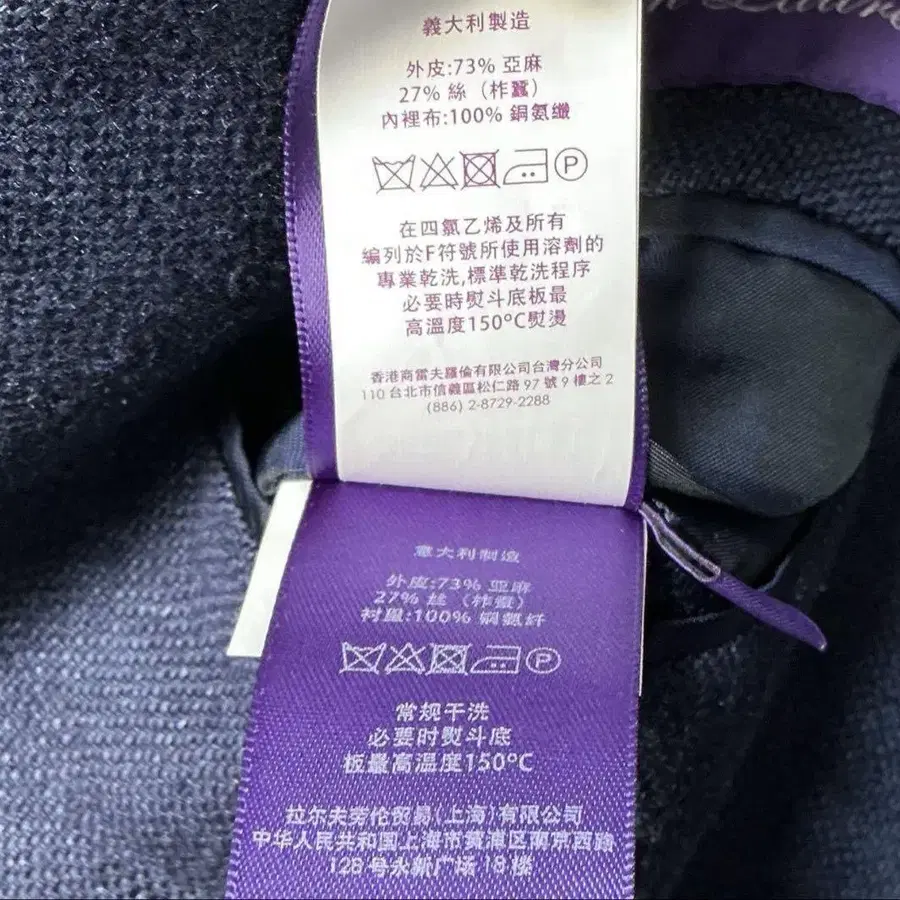 Laure
義大利製造
外皮:73% 亞麻
27% 絲（柞蠶）
內裡布:100% 銅氨纖
P
在四氯乙烯及所有
編列於F符號所使用溶劑的
專業乾洗,標準乾洗程序
必要時熨斗底板最
高溫度150ºC熨燙
香港商雷夫羅倫有限公司台灣分公司
110 台北市信義區松仁路 97 號 9 樓之 2
(886) 2-8729-2288
意大利制造
外皮:73% 亚麻
27% 丝（柞蚕）
衬里:100% 铜氨纤
P
常规干洗
必要时熨斗底
板最高温度150ºC
拉尔夫劳伦贸易(上海)有限公司
中华人民共和国上海市黄浦区南京西路
128 号永新广场 18 楼